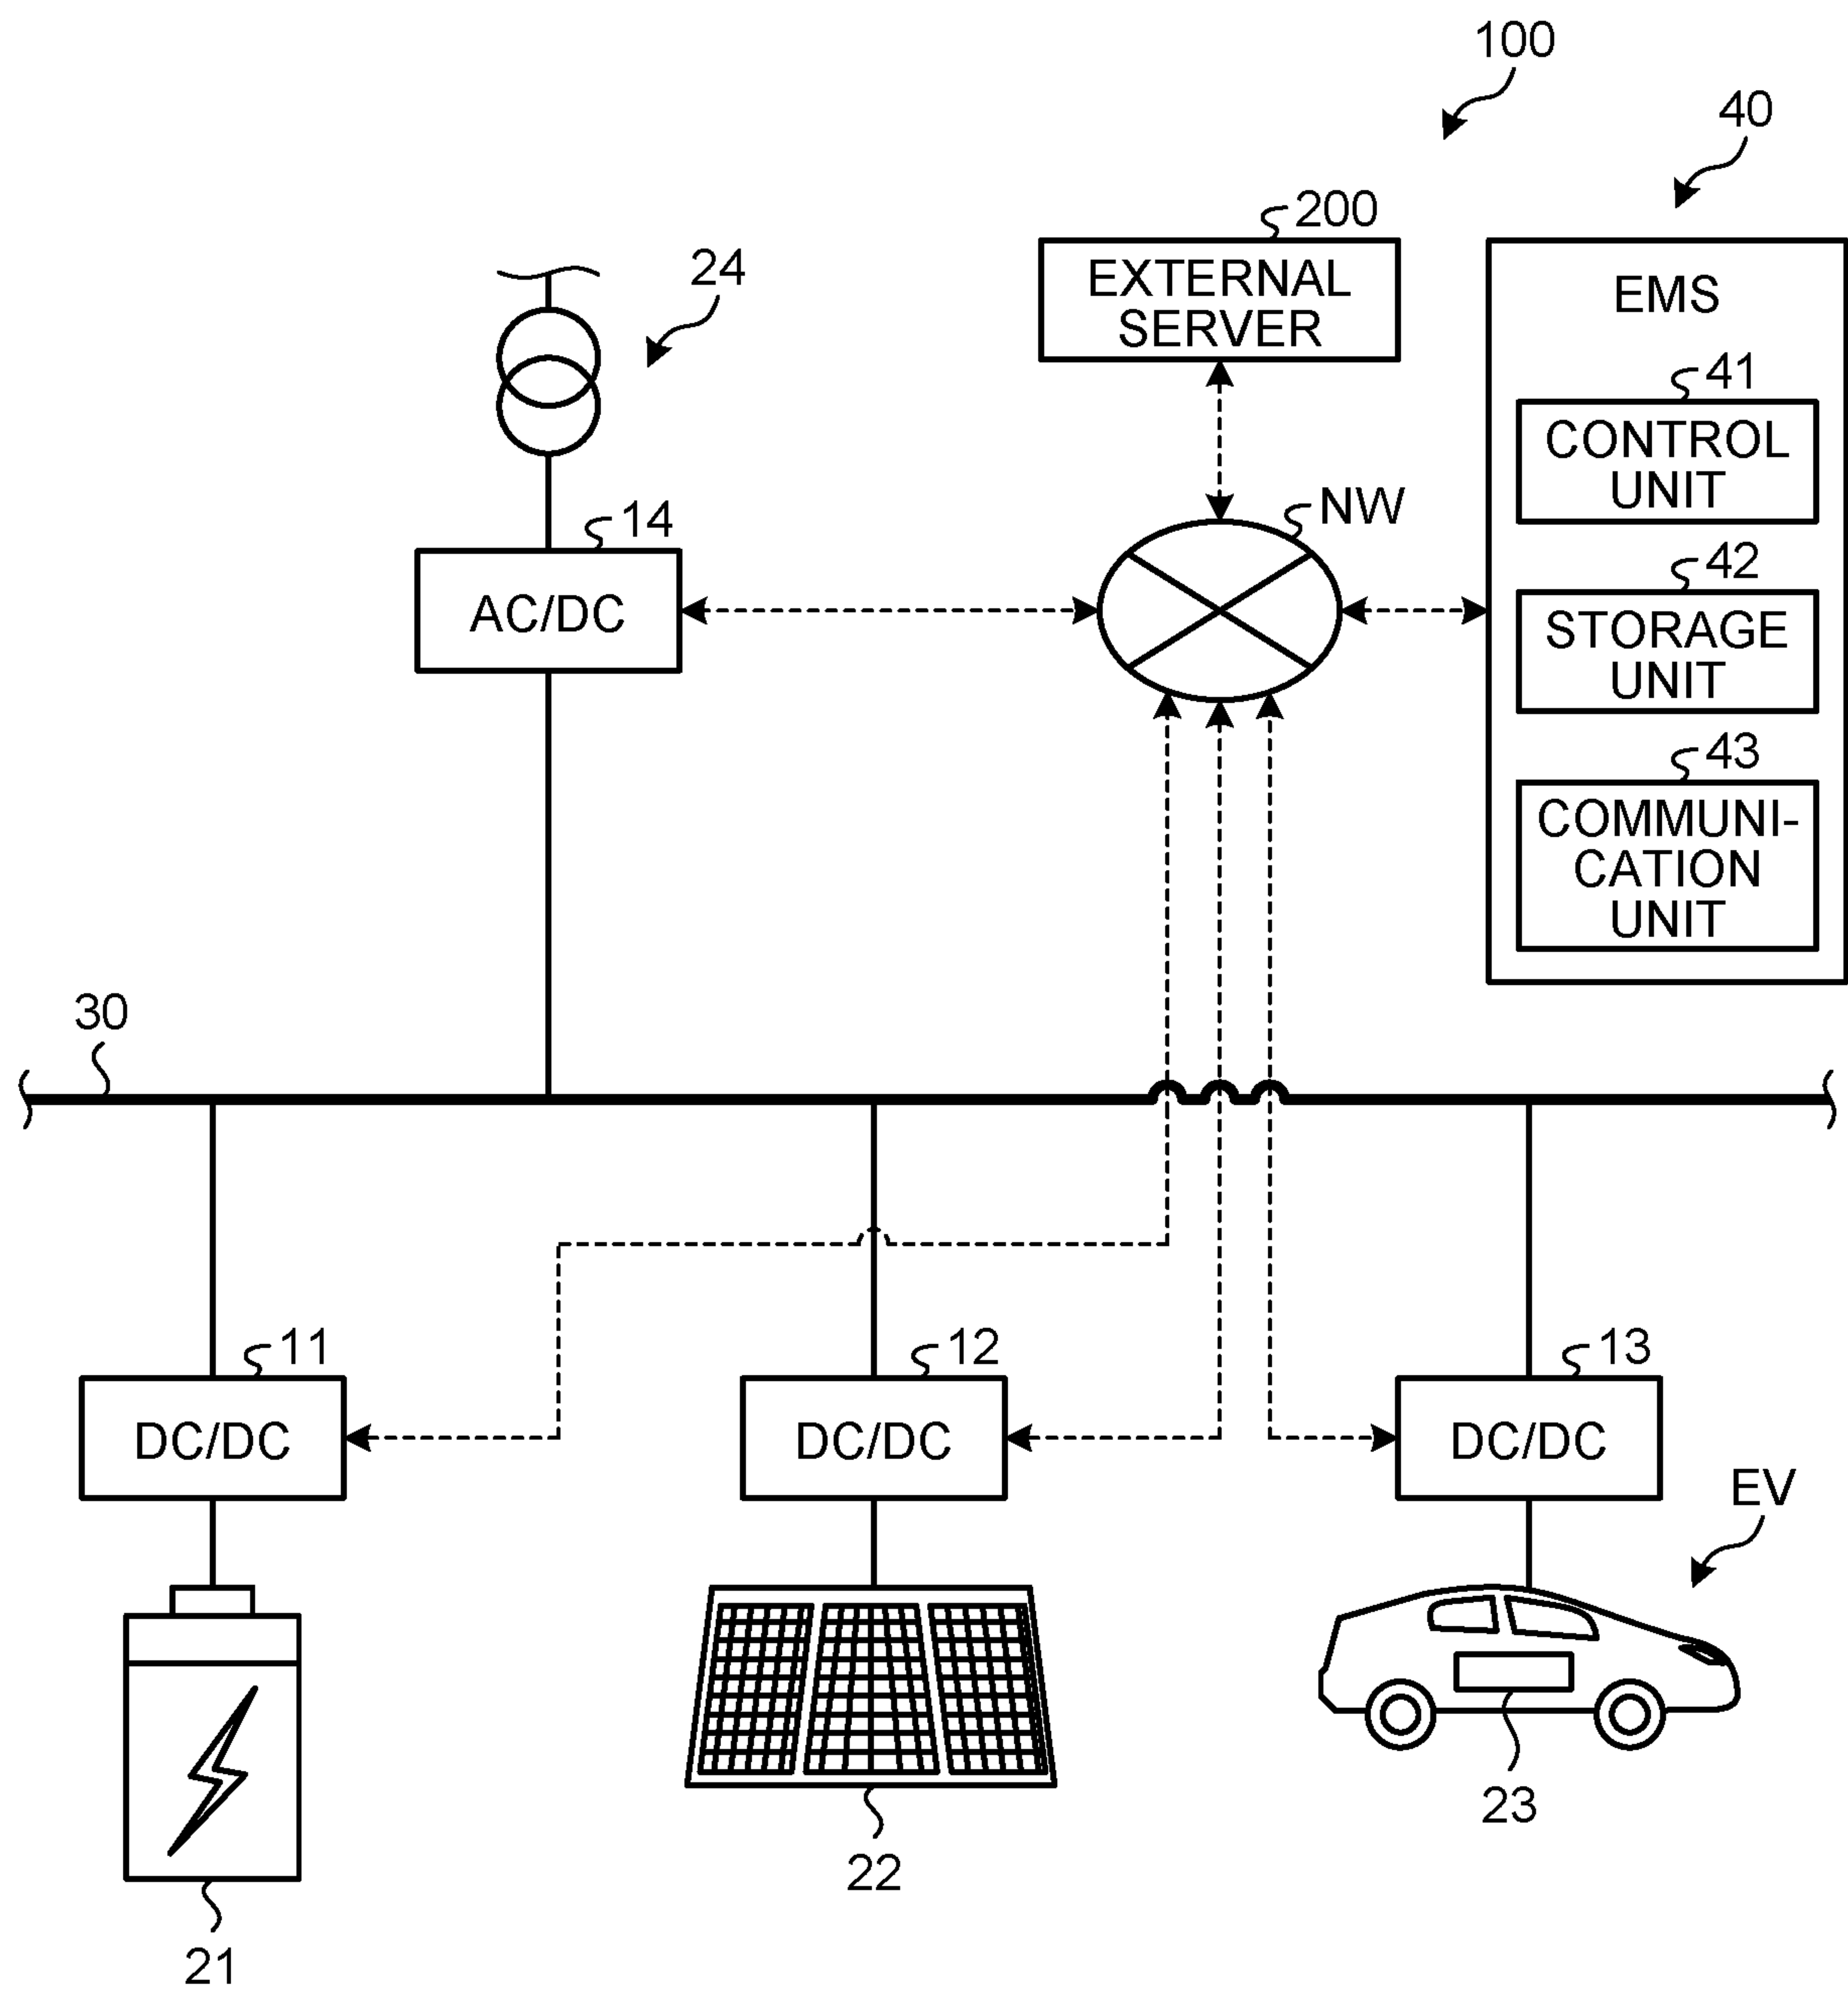 100
40
200
EXTERNAL
SERVER
24
EMS
41
CONTROL
UNIT
NW
14
AC/DC
42
STORAGE
UNIT
43
COMMUNI-
CATION
UNIT
30
11
DC/DC
12
DC/DC
13
DC/DC
EV
23
22
21